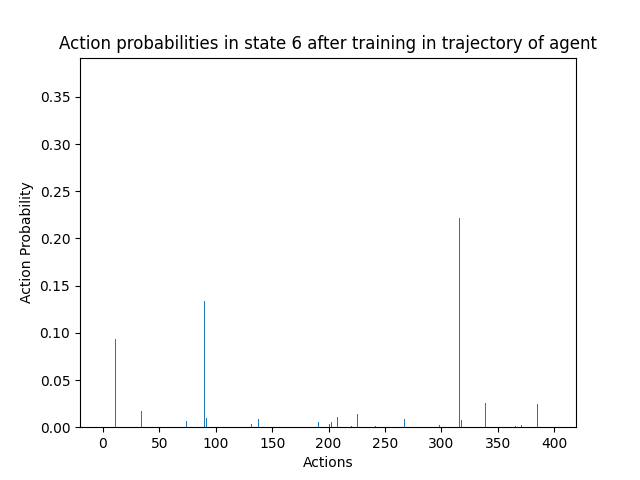 Action probabilities in state 6 after training in trajectory of agent
0.35
0.30
0.25
0.20
0.15
0.10
0.05
0.00
Action Probability
0 50 100 150 200 250 300 350 400
Actions